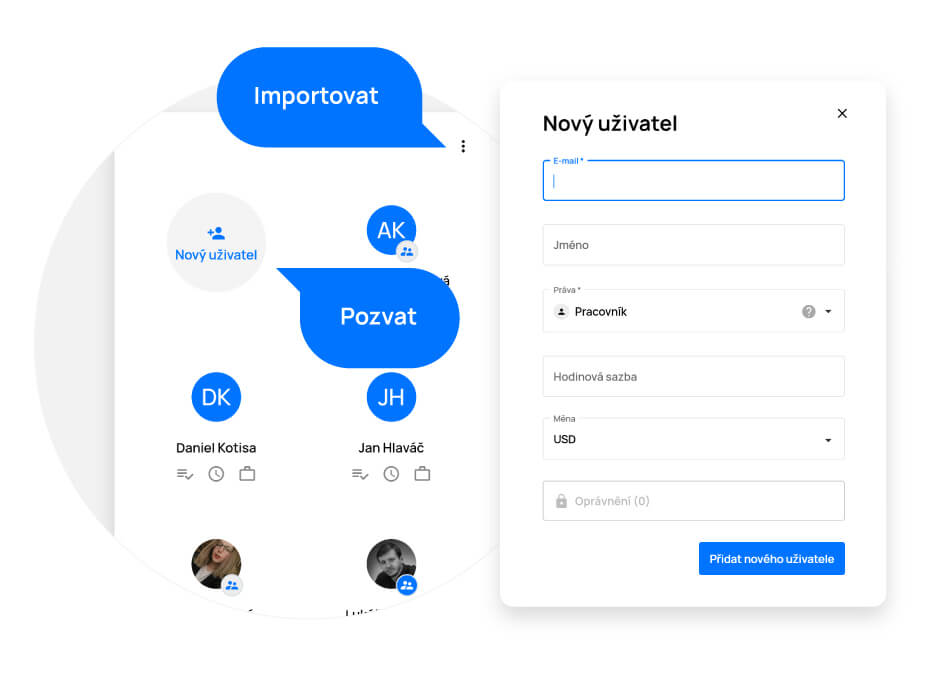 Importovat
Nový uživatel
AK
Pozvat
DK
JH
Daniel Kotisa
Jan Hlaváč
Nový uživatel
E-mail *
Jméno
Práva *
Pracovník
?
Hodinová sazba
Měna
USD
Oprávnění (0)
Přidat nového uživatele